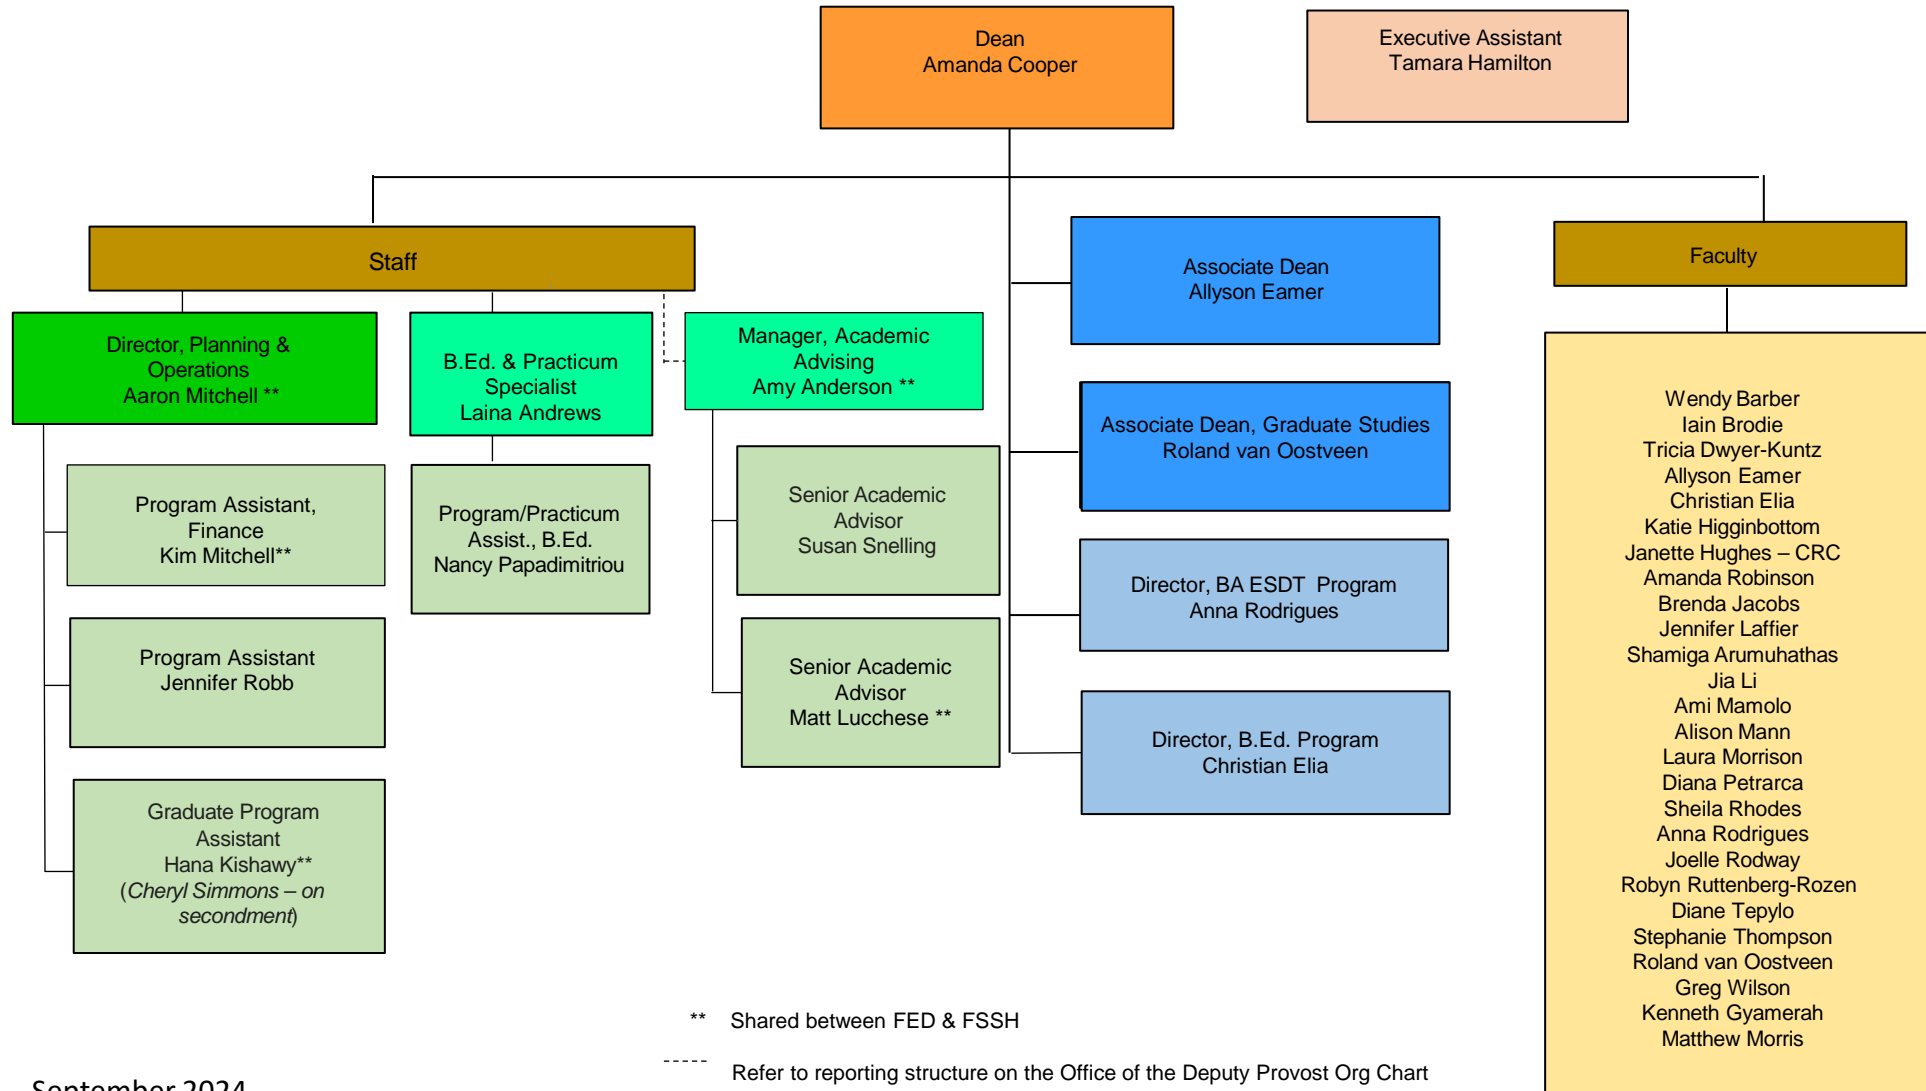 Dean
Amanda Cooper
Executive Assistant
Tamara Hamilton
Staff
Director, Planning &
Operations
Aaron Mitchell **
Program Assistant,
Finance
Kim Mitchell**
Program Assistant
Jennifer Robb
Graduate Program
Assistant
Hana Kishawy**
(Cheryl Simmons – on
secondment)
B.Ed. & Practicum
Specialist
Laina Andrews
Program/Practicum
Assist., B.Ed.
Nancy Papadimitriou
Manager, Academic
Advising
Amy Anderson **
Senior Academic
Advisor
Susan Snelling
Senior Academic
Advisor
Matt Lucchese **
Associate Dean
Allyson Eamer
Associate Dean, Graduate Studies
Roland van Oostveen
Director, BA ESDT  Program
Anna Rodrigues
Director, B.Ed. Program
Christian Elia
Faculty
Wendy Barber
Iain Brodie
Tricia Dwyer-Kuntz
Allyson Eamer
Christian Elia
Katie Higginbottom
Janette Hughes – CRC
Amanda Robinson
Brenda Jacobs
Jennifer Laffier
Shamiga Arumuhathas
Jia Li
Ami Mamolo
Alison Mann
Laura Morrison
Diana Petrarca
Sheila Rhodes
Anna Rodrigues
Joelle Rodway
Robyn Ruttenberg-Rozen
Diane Tepylo
Stephanie Thompson
Roland van Oostveen
Greg Wilson
Kenneth Gyamerah
Matthew Morris
** Shared between FED & FSSH
Refer to reporting structure on the Office of the Deputy Provost Org Chart
September 2024